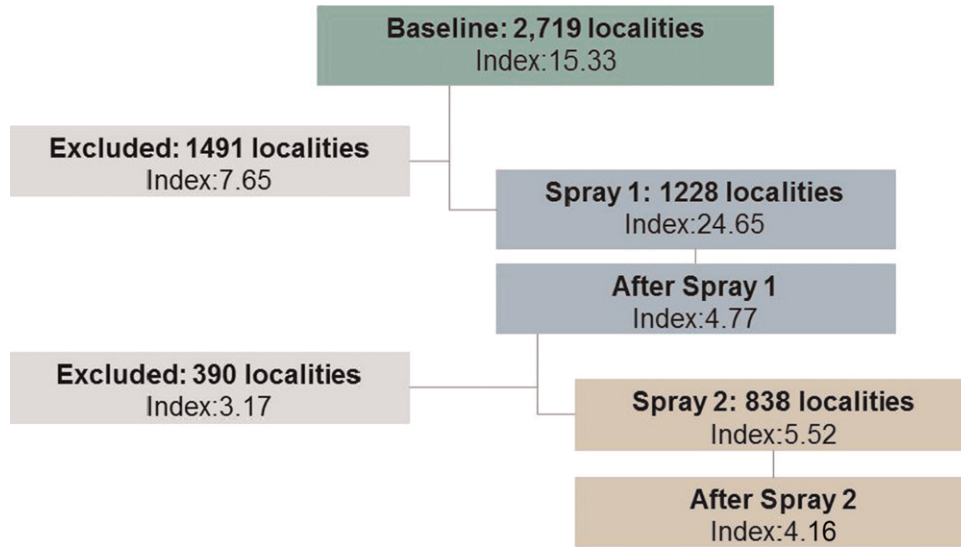 Baseline: 2,719 localities
Index:15.33
Excluded: 1491 localities
Index:7.65
Spray 1: 1228 localities
Index:24.65
After Spray 1
Index:4.77
Excluded: 390 localities
Index:3.17
Spray 2: 838 localities
Index:5.52
After Spray 2
Index:4.16